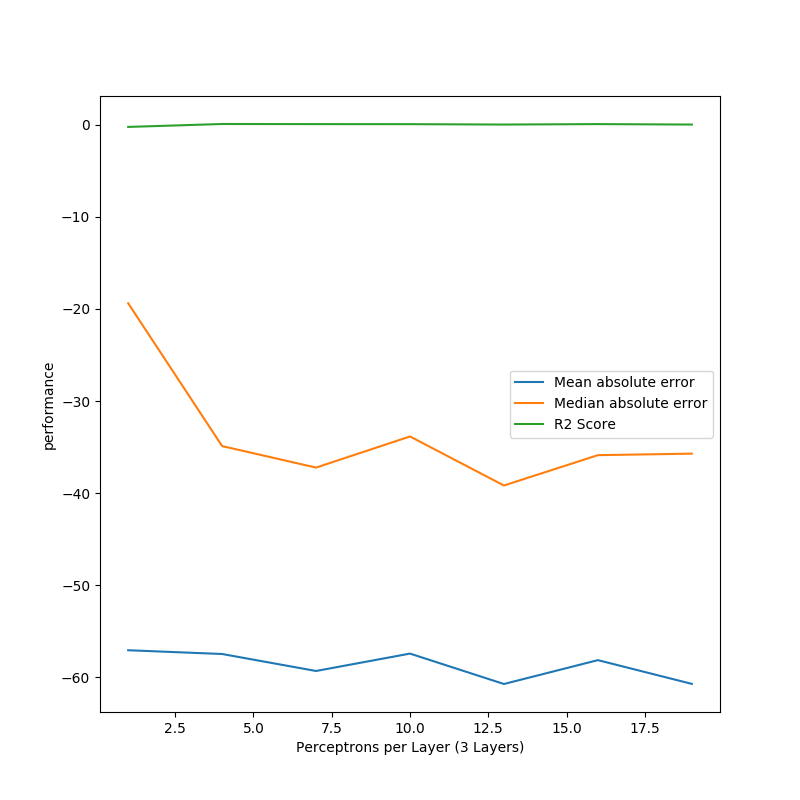 0
−10
−20
−30
−40
−50
−60
performance
Mean absolute error
Median absolute error
R2 Score
2.5 5.0 7.5 10.0 12.5 15.0 17.5
Perceptrons per Layer (3 Layers)